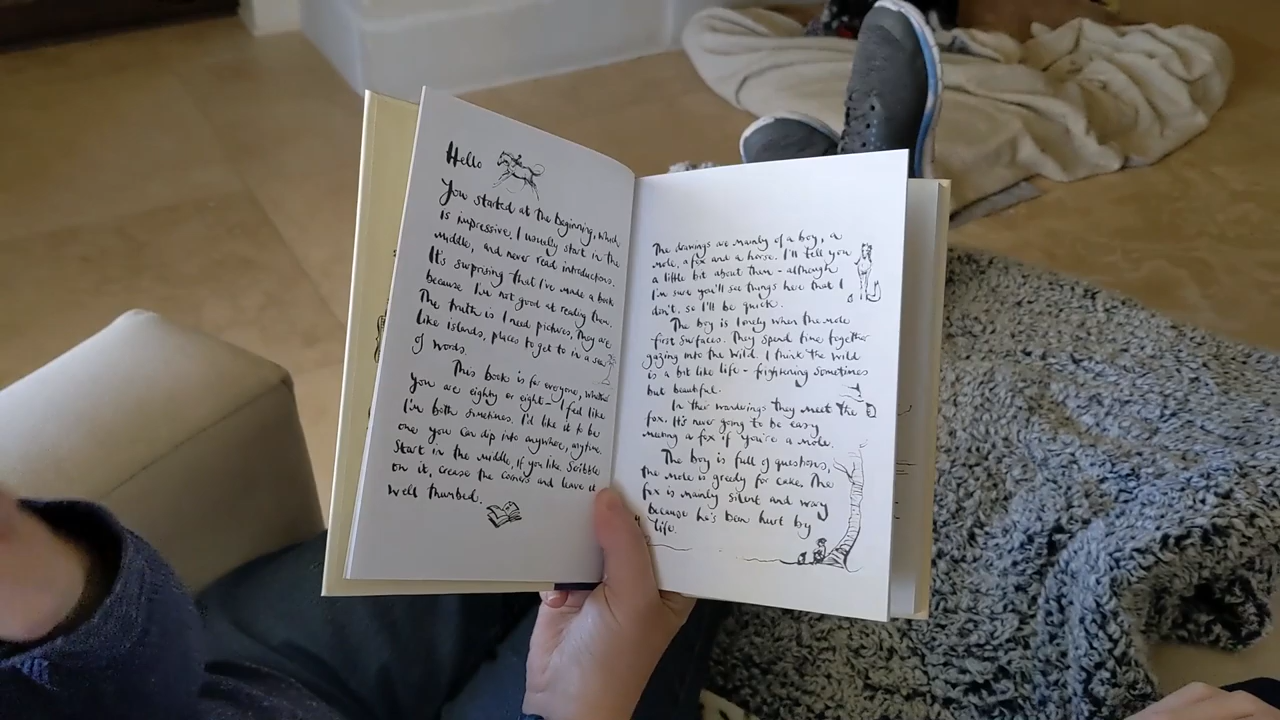 Hello
You started at the beginning, which
is impressive. I usually start in the
middle, and never read introductions.
It's surprising that I've made a book
because I'm not good at reading them.
The truth is I need pictures, they are
like islands, places to get to in a sea
of words.
This book is for everyone, whether
you are eighty or eight - I feel like
I'm both sometimes. I'd like it to be
one you can dip into anywhere, anytime.
Start in the middle, if you like. Scribble
on it, crease the corners and leave it
well thumbed.
The drawings are mainly of a boy, a
mole, a fox and a horse. I'll tell you
a little bit about them - although
I'm sure you'll see things here that I
don't, so I'll be quick.
The boy is lonely when the mole
first surfaces. They spend time together
gazing into the wild. I think the wild
is a bit like life - frightening sometimes
but beautiful.
In their wanderings they meet the
fox. It's never going to be easy
meeting a fox if you're a mole.
The boy is full of questions,
the mole is greedy for cake. The
fox is mainly silent and wary
because he's been hurt by
life.